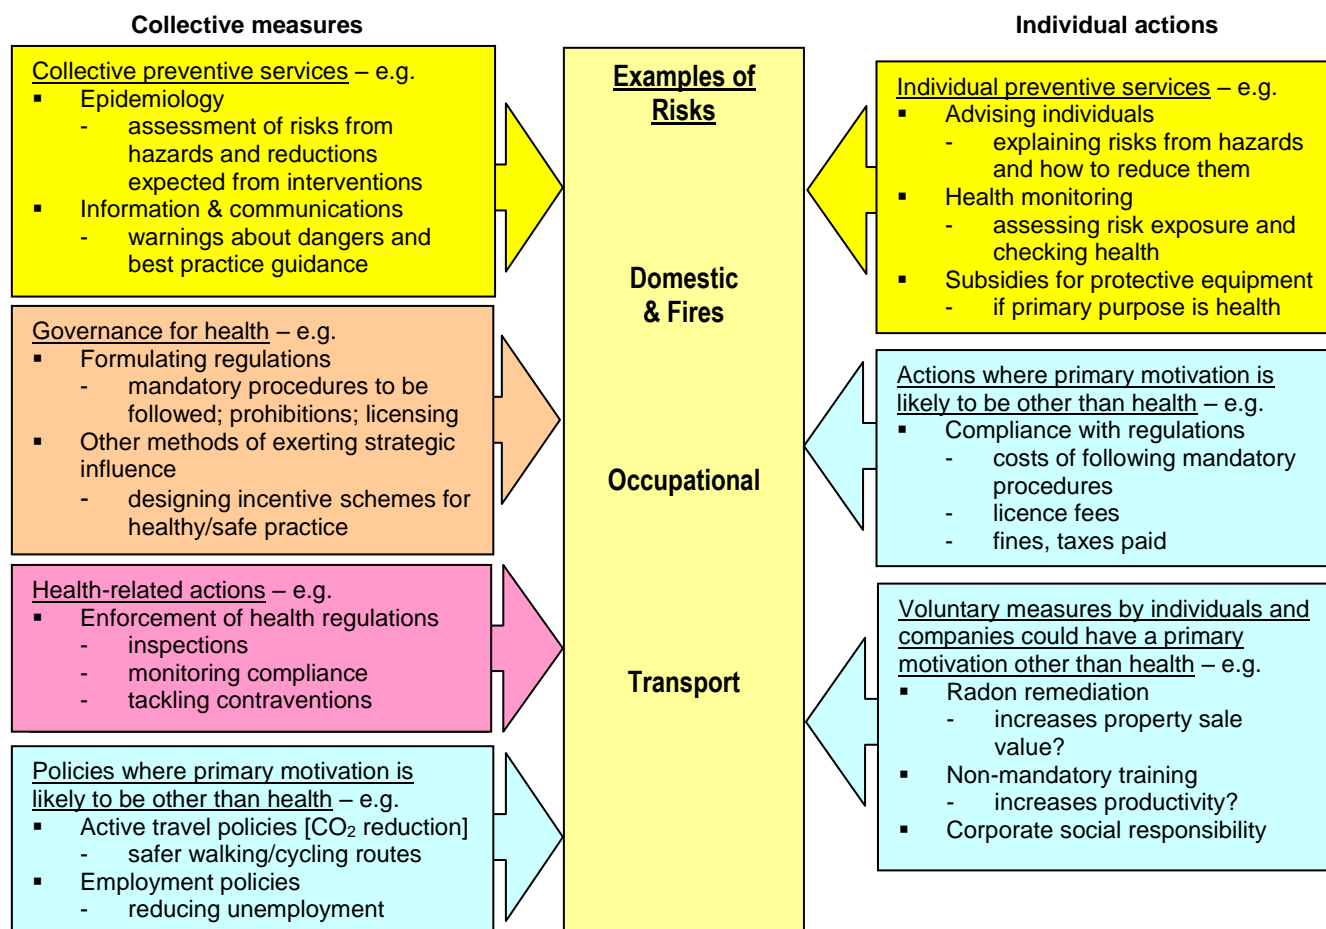 Collective measures
Collective preventive services – e.g.
▪ Epidemiology
- assessment of risks from
hazards and reductions
expected from interventions
▪ Information & communications
- warnings about dangers and
best practice guidance
Governance for health – e.g.
▪ Formulating regulations
- mandatory procedures to be
followed; prohibitions; licensing
▪ Other methods of exerting strategic
influence
- designing incentive schemes for
healthy/safe practice
Health-related actions – e.g.
▪ Enforcement of health regulations
- inspections
- monitoring compliance
- tackling contraventions
Policies where primary motivation is
likely to be other than health – e.g.
▪ Active travel policies [CO₂ reduction]
- safer walking/cycling routes
▪ Employment policies
- reducing unemployment
Examples of
Risks
Domestic
& Fires
Occupational
Transport
Individual actions
Individual preventive services – e.g.
▪ Advising individuals
- explaining risks from hazards
and how to reduce them
▪ Health monitoring
- assessing risk exposure and
checking health
▪ Subsidies for protective equipment
- if primary purpose is health
Actions where primary motivation is
likely to be other than health – e.g.
▪ Compliance with regulations
- costs of following mandatory
procedures
- licence fees
- fines, taxes paid
Voluntary measures by individuals and
companies could have a primary
motivation other than health – e.g.
▪ Radon remediation
- increases property sale
value?
▪ Non-mandatory training
- increases productivity?
▪ Corporate social responsibility